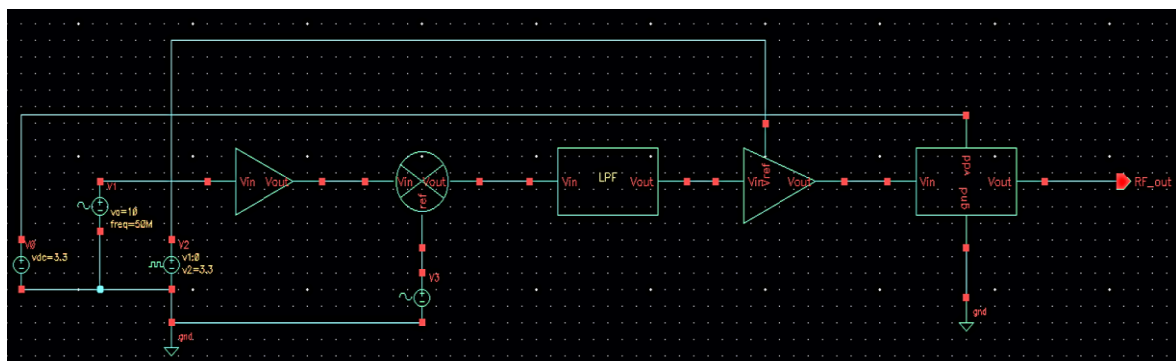 Vin Vout
Vin Vout
ref
Vin LPF Vout
Vin Vout
Vref
Vin Vout
vdd
gnd
RF_out
V1
va=10
freq=50M
V0
vdc=3.3
V2
v1:0
v2=3.3
V3
gnd
gnd